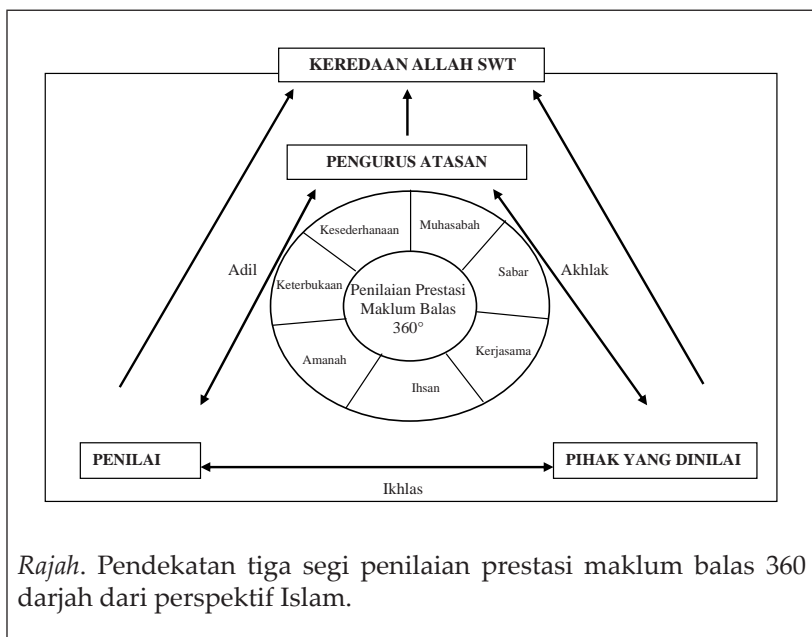 KEREDAAN ALLAH SWT
PENGURUS ATASAN
Kesederhanaan
Muhasabah
Adil
Keterbukaan
Penilaian Prestasi
Maklum Balas
360°
Sabar
Akhlak
Amanah
Ihsan
Kerjasama
PENILAI
PIHAK YANG DINILAI
Ikhlas
Rajah. Pendekatan tiga segi penilaian prestasi maklum balas 360
darjah dari perspektif Islam.